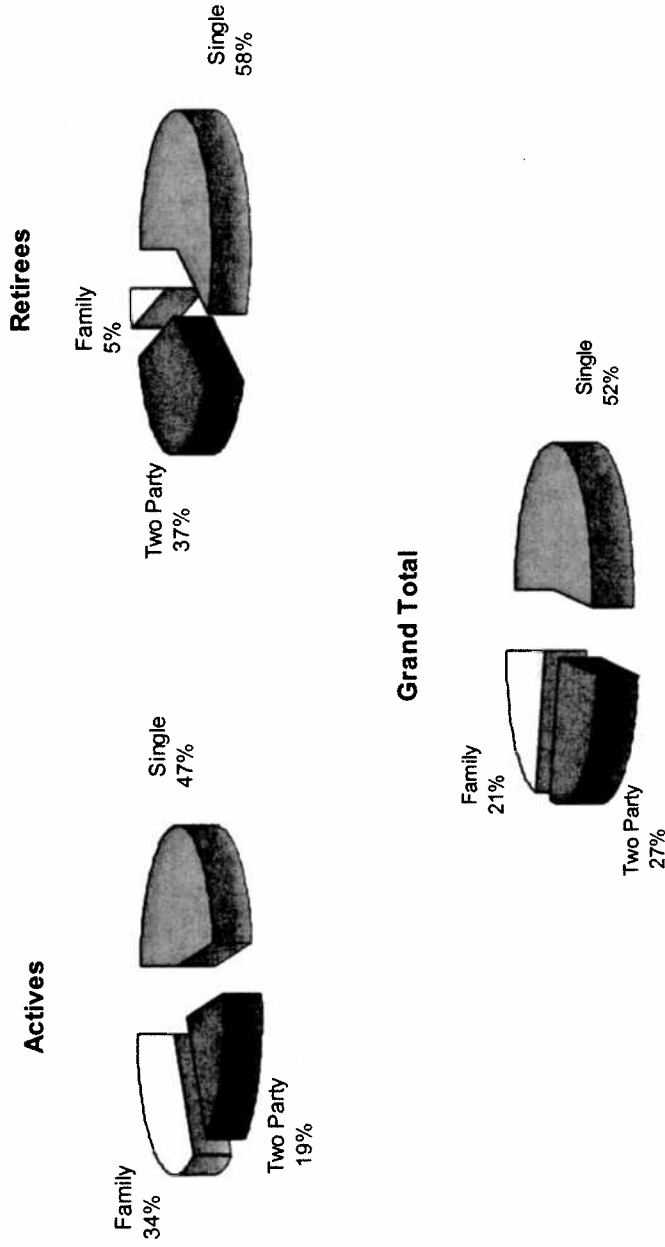 Actives
Family
34%
Single
47%
Two Party
19%
Retirees
Family
5%
Single
58%
Two Party
37%
Grand Total
Family
21%
Single
52%
Two Party
27%